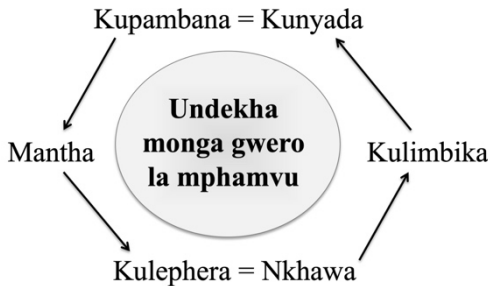 Kupambana = Kunyada
Undekha
monga gwero
la mphamvu
Mantha
Kulimbika
Kulephera = Nkhawa